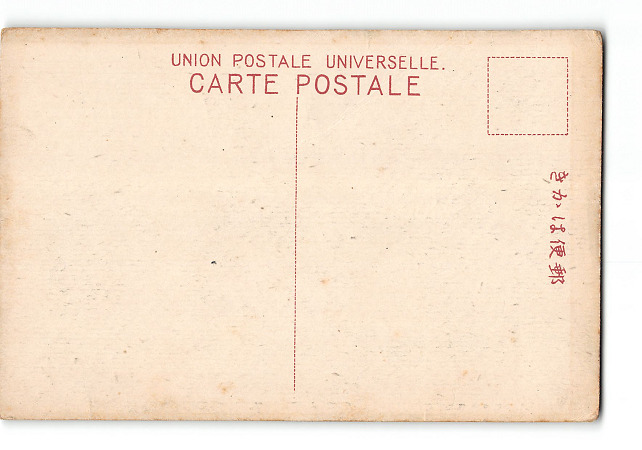 UNION POSTALE UNIVERSELLE.
CARTE POSTALE
きかは便郵